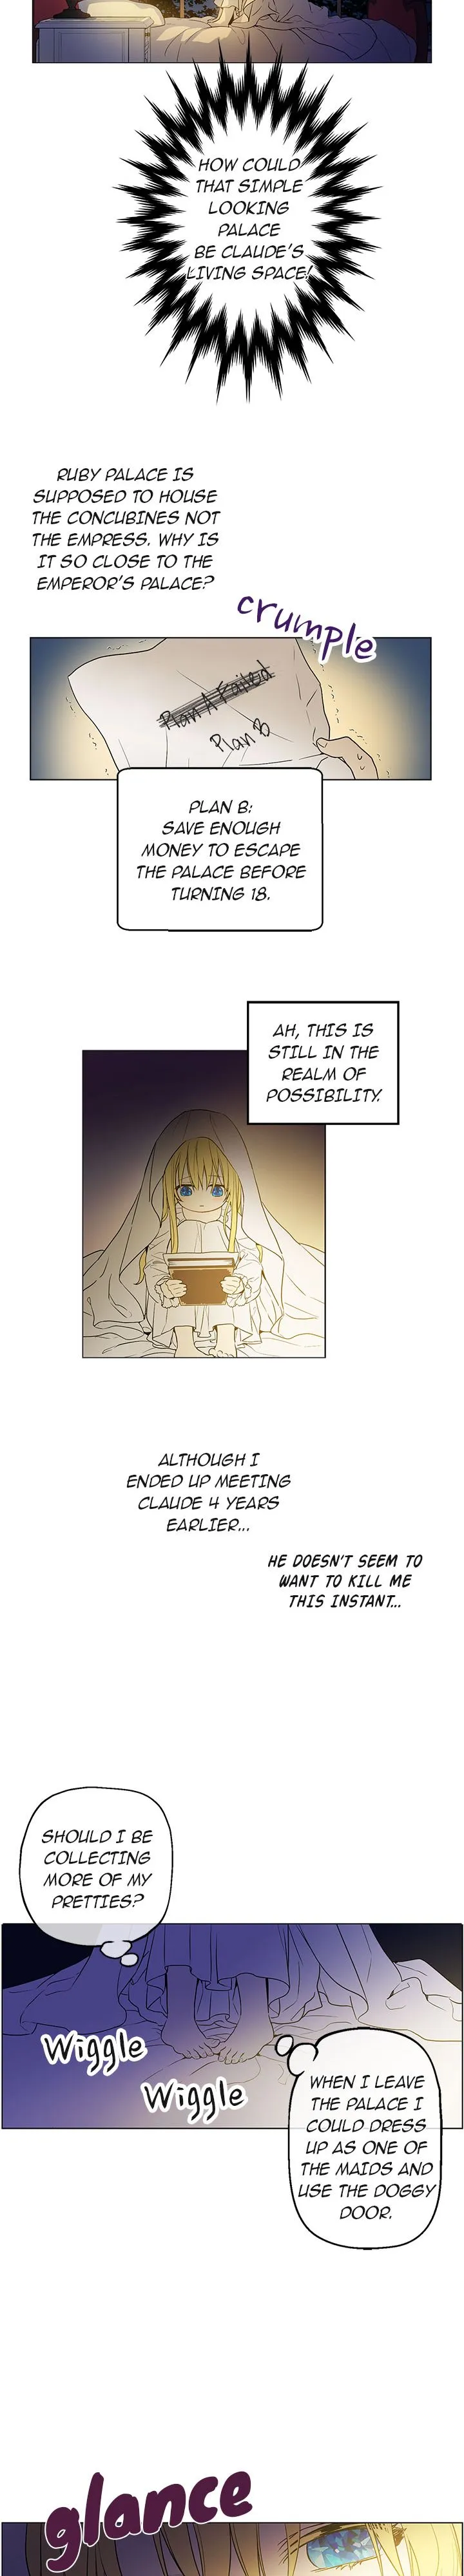 HOW COULD
THAT SIMPLE
LOOKING
PALACE
BE CLAUDE'S
LIVING SPACE!
RUBY PALACE IS
SUPPOSED TO HOUSE
THE CONCUBINES NOT
THE EMPRESS. WHY IS
IT SO CLOSE TO THE
EMPEROR'S PALACE?
crumple
Plan A Failed
Plan B
PLAN B:
SAVE ENOUGH
MONEY TO ESCAPE
THE PALACE BEFORE
TURNING 18.
AH, THIS IS
STILL IN THE
REALM OF
POSSIBILITY.
ALTHOUGH I
ENDED UP MEETING
CLAUDE 4 YEARS
EARLIER...
HE DOESN'T SEEM TO
WANT TO KILL ME
THIS INSTANT...
SHOULD I BE
COLLECTING
MORE OF MY
PRETTIES?
Wiggle
Wiggle
WHEN I LEAVE
THE PALACE I
COULD DRESS
UP AS ONE OF
THE MAIDS AND
USE THE DOGGY
DOOR.
glance